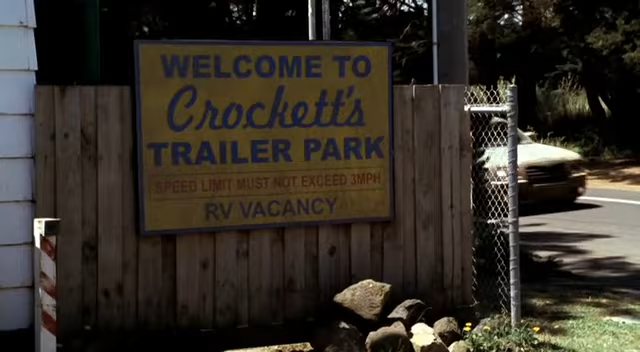 WELCOME TO
Crockett's
TRAILER PARK
SPEED LIMIT MUST NOT EXCEED 3MPH
RV VACANCY